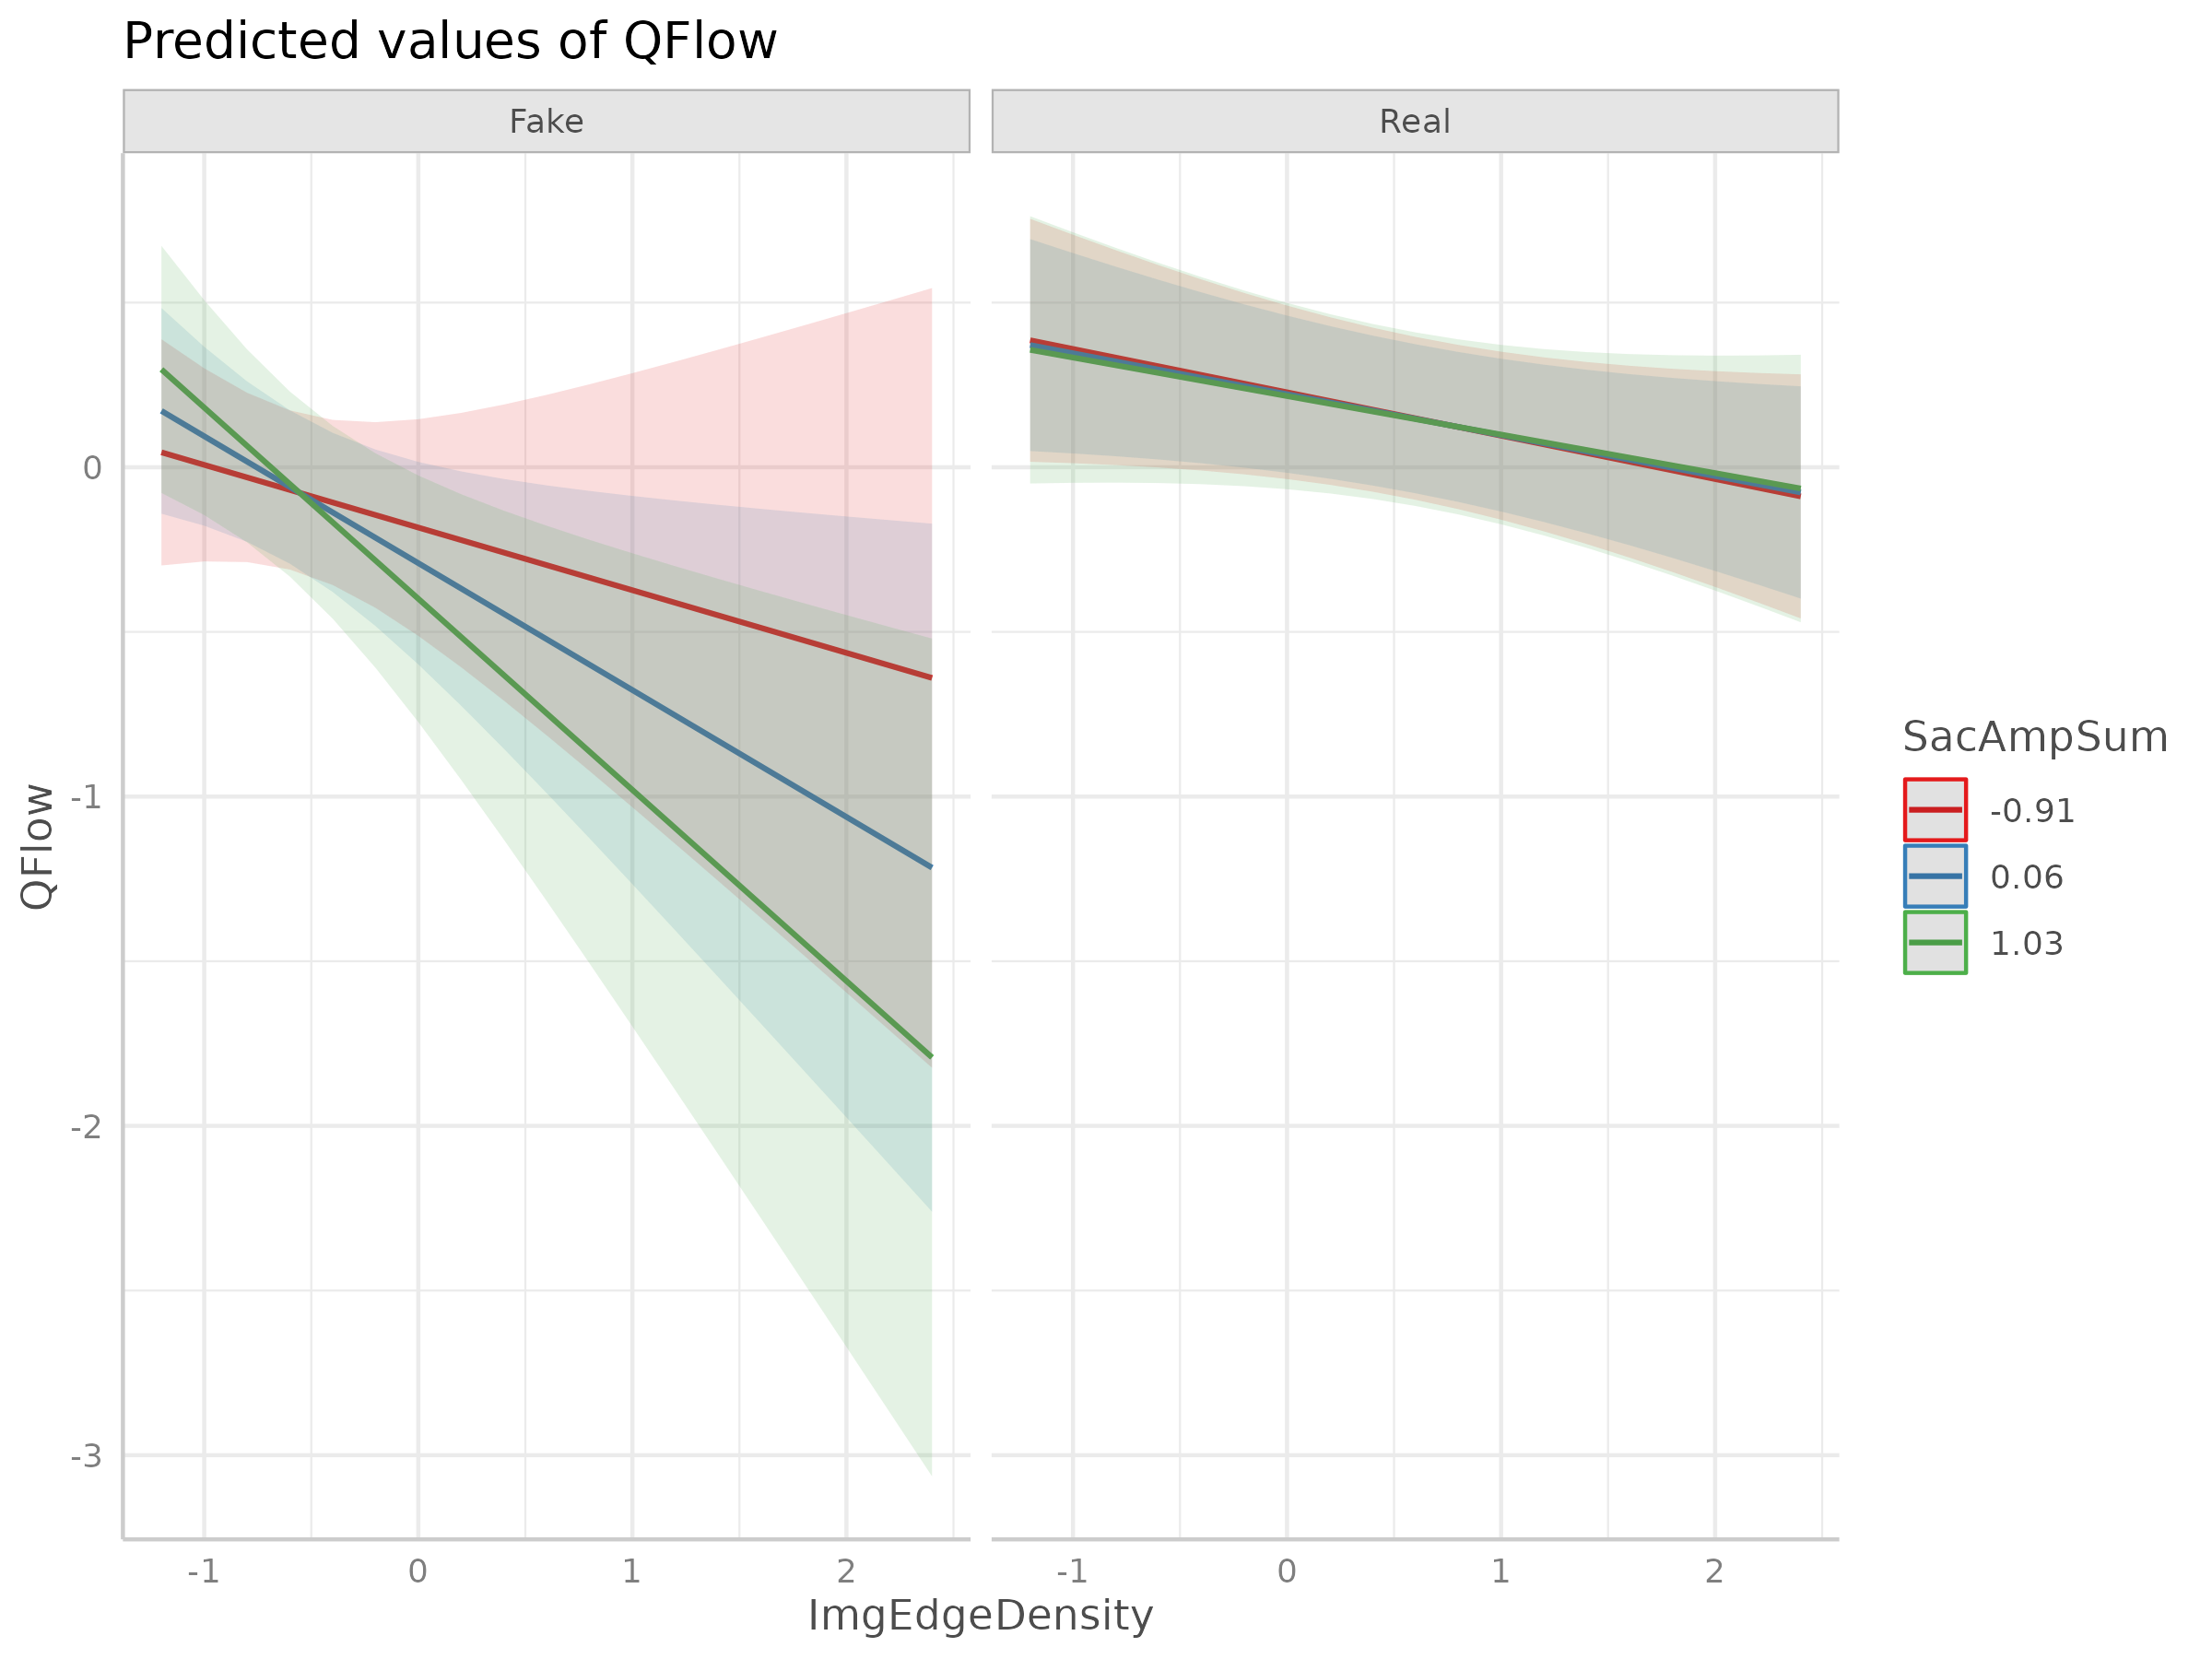 Predicted values of QFlow
Fake
Real
0
-1
-2
-3
QFlow
-1 0 1 2
-1 0 1 2
ImgEdgeDensity
SacAmpSum
-0.91
0.06
1.03